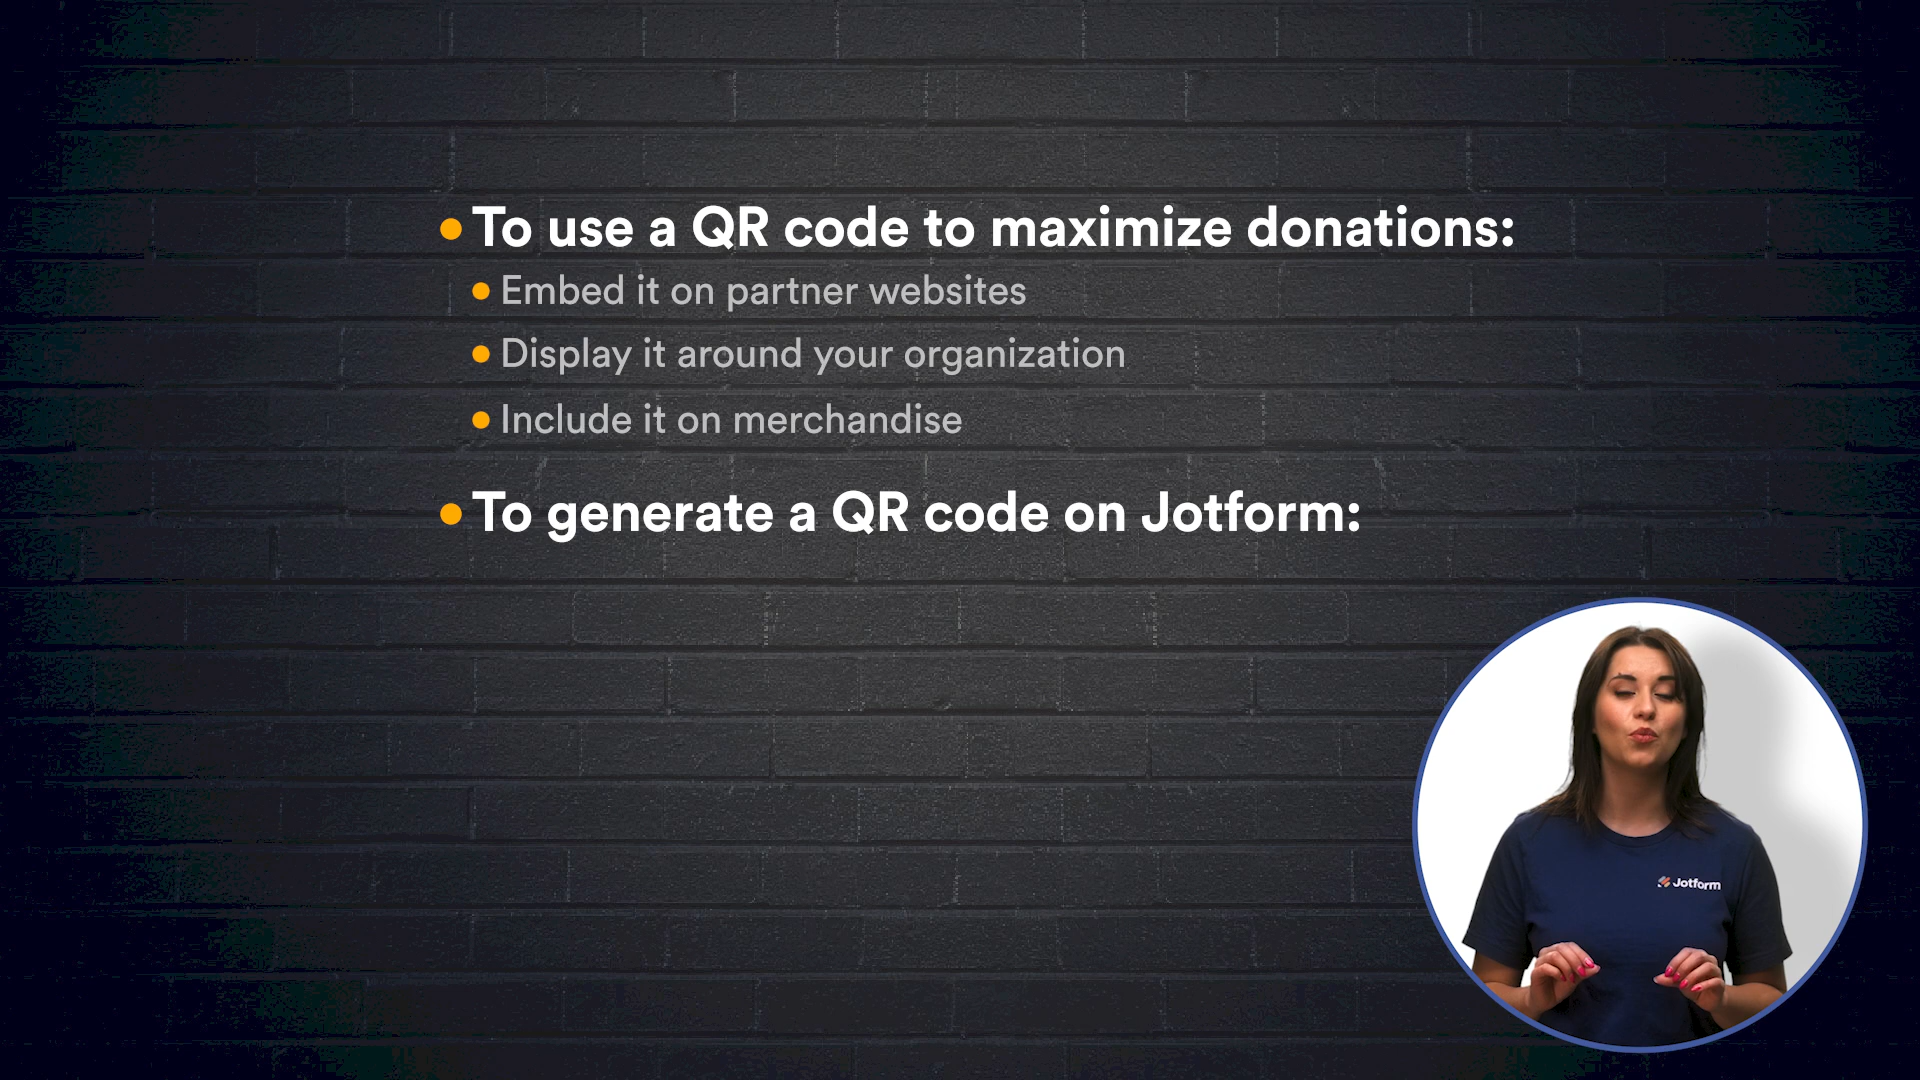 To use a QR code to maximize donations:
Embed it on partner websites
Display it around your organization
Include it on merchandise
To generate a QR code on Jotform:
Jotform